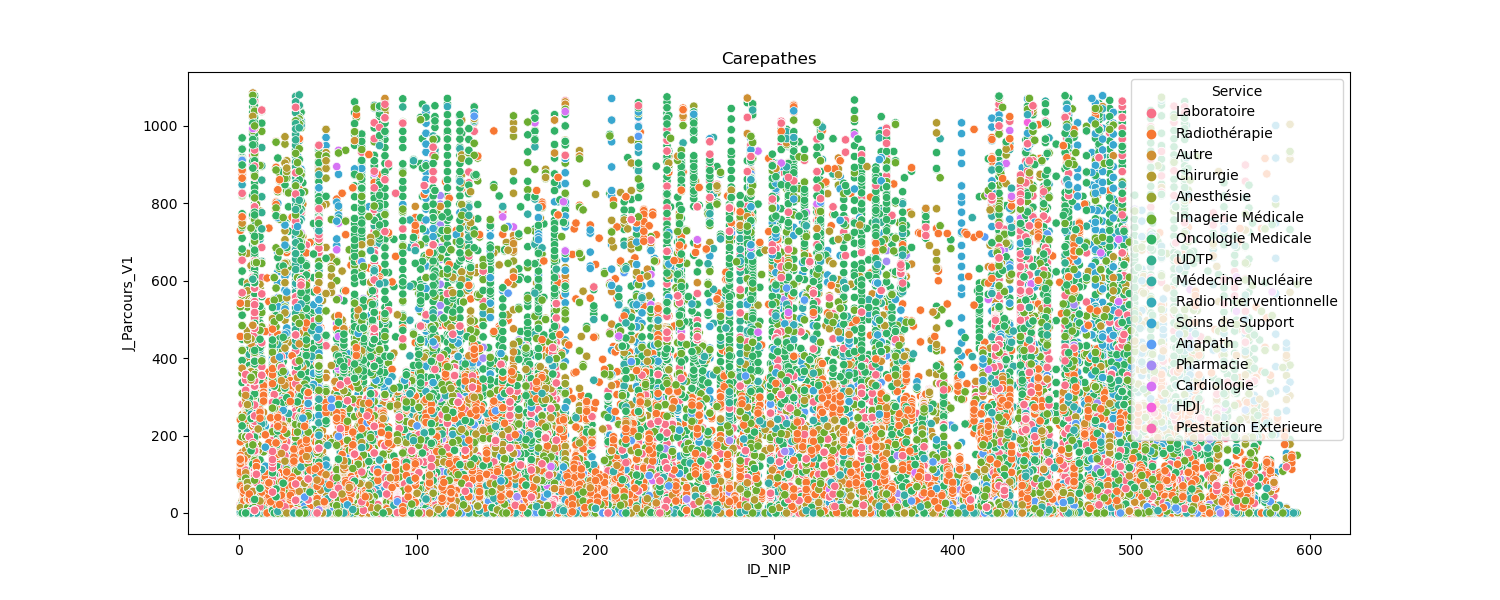 Carepathes
Service
Laboratoire
Radiothérapie
Autre
Chirurgie
Anesthésie
Imagerie Médicale
Oncologie Medicale
UDTP
Médecine Nucléaire
Radio Interventionnelle
Soins de Support
Anapath
Pharmacie
Cardiologie
HDJ
Prestation Exterieure
J_Parcours_V1
1000
800
600
400
200
0
0 100 200 300 400 500 600
ID_NIP